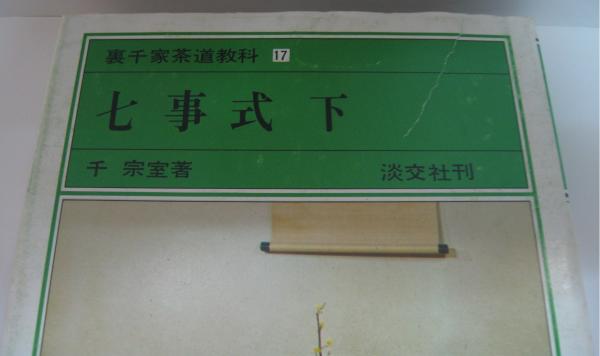 裏千家茶道教科 17
七事式 下
千 宗室著 淡交社刊